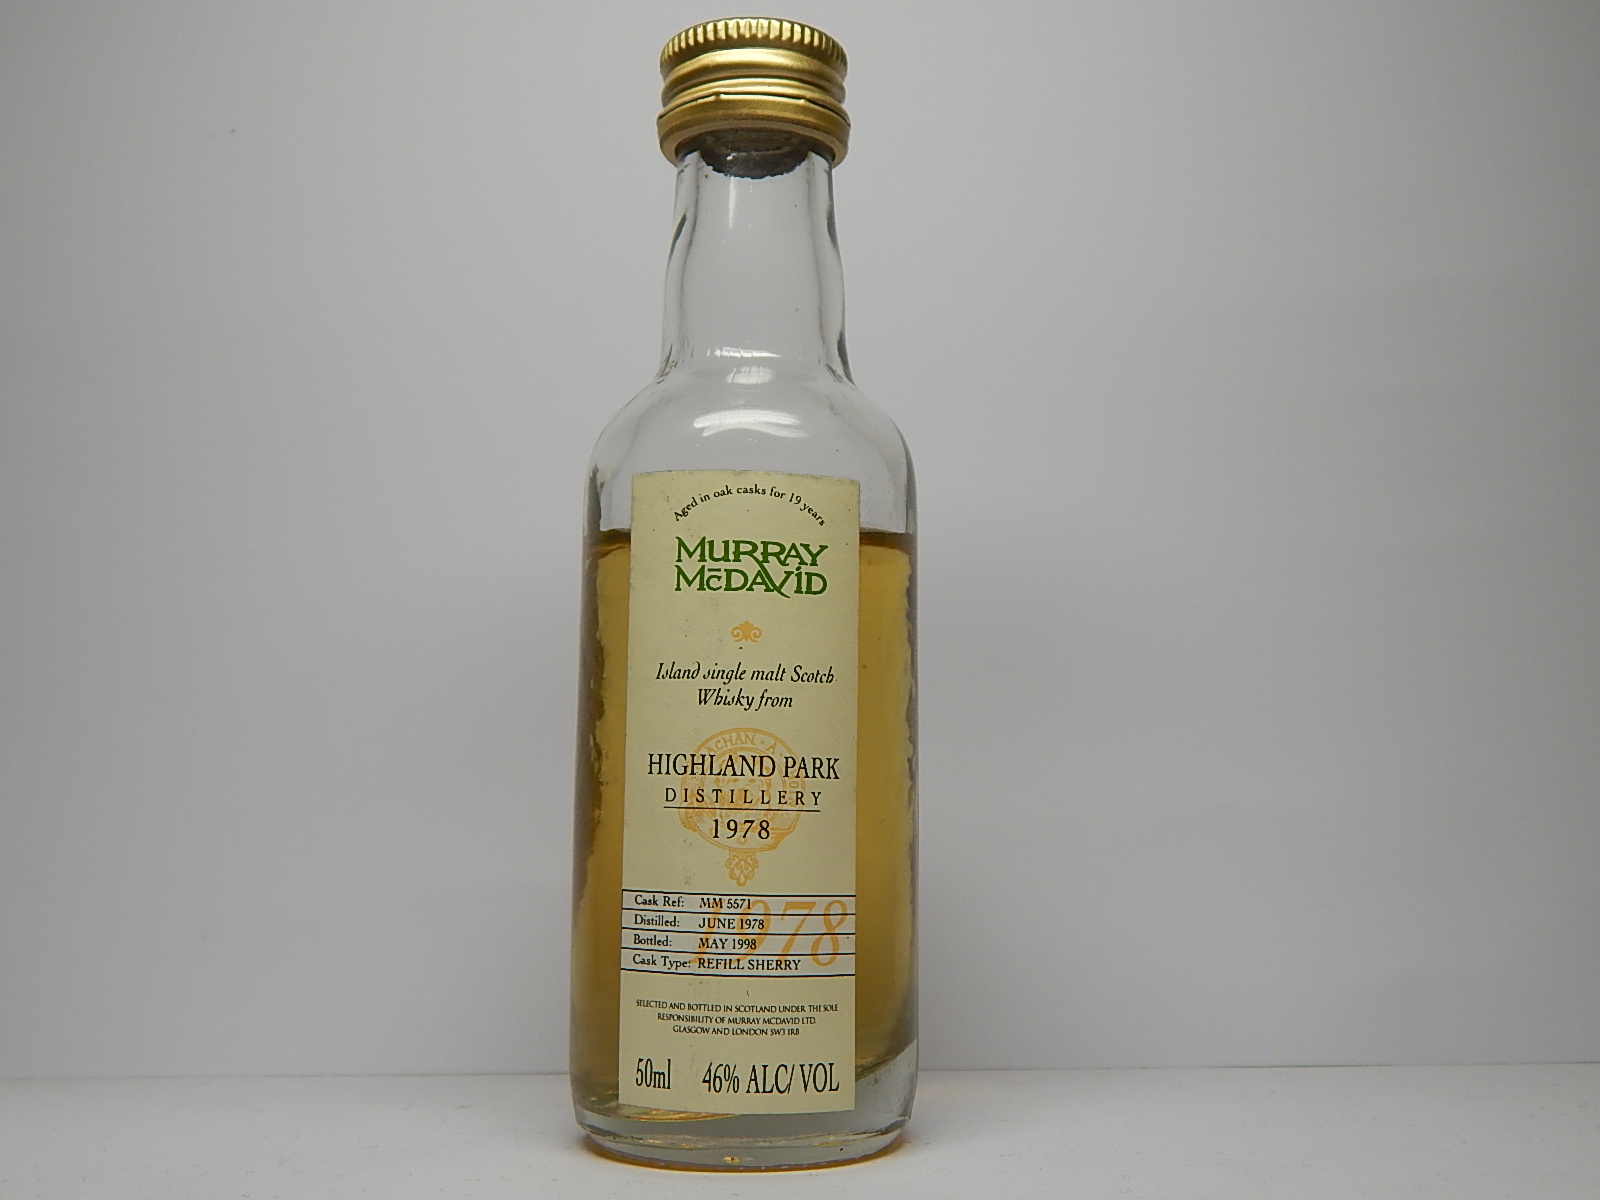 Aged in oak casks for 19 years
MURRAY
McDAVID
Island single malt Scotch
Whisky from
ACHAN · A
HIGHLAND PARK
DISTILLERY
1978
1978
Cask Ref: MM 5571
Distilled: JUNE 1978
Bottled: MAY 1998
Cask Type: REFILL SHERRY
SELECTED AND BOTTLED IN SCOTLAND UNDER THE SOLE
RESPONSIBILITY OF MURRAY MCDAVID LTD.
GLASGOW AND LONDON SW3 1RB
50ml 46% ALC/VOL